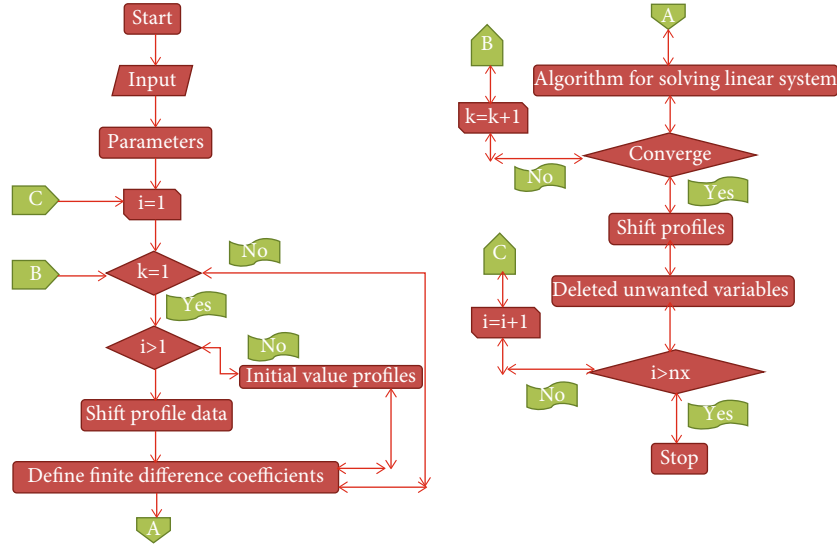 Start
Input
Parameters
C
i=1
No
B
k=1
Yes
i>1
No
Initial value profiles
Shift profile data
Define finite difference coefficients
A
A
B
Algorithm for solving linear system
k=k+1
Converge
No
Yes
Shift profiles
C
Deleted unwanted variables
i=i+1
i>nx
No
Yes
Stop